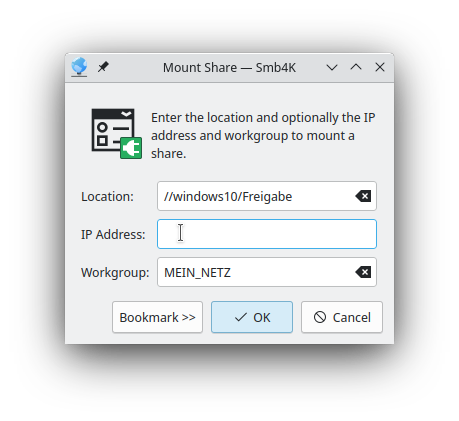 Mount Share — Smb4K
Enter the location and optionally the IP
address and workgroup to mount a
share.
Location: //windows10/Freigabe
IP Address:
Workgroup: MEIN_NETZ
Bookmark >> OK Cancel